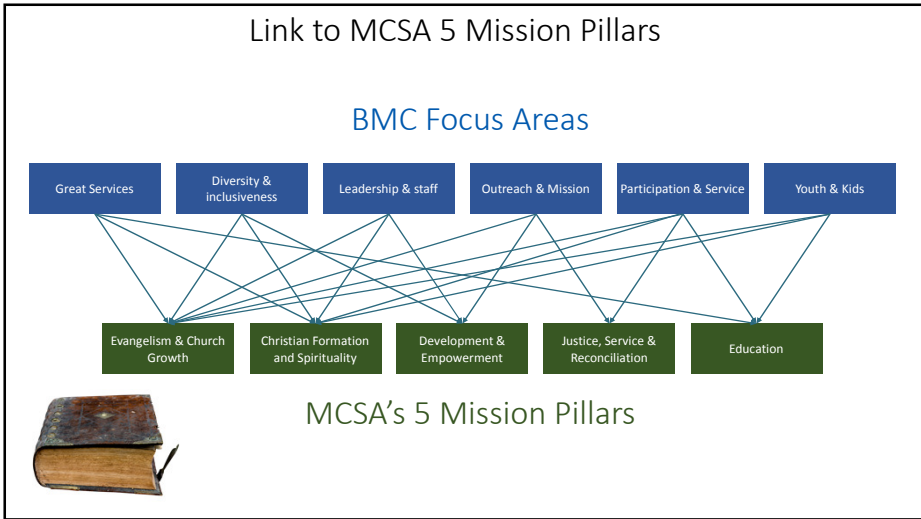 Link to MCSA 5 Mission Pillars
BMC Focus Areas
Great Services
Diversity &
inclusiveness
Leadership & staff
Outreach & Mission
Participation & Service
Youth & Kids
Evangelism & Church
Growth
Christian Formation
and Spirituality
Development &
Empowerment
Justice, Service &
Reconciliation
Education
MCSA’s 5 Mission Pillars